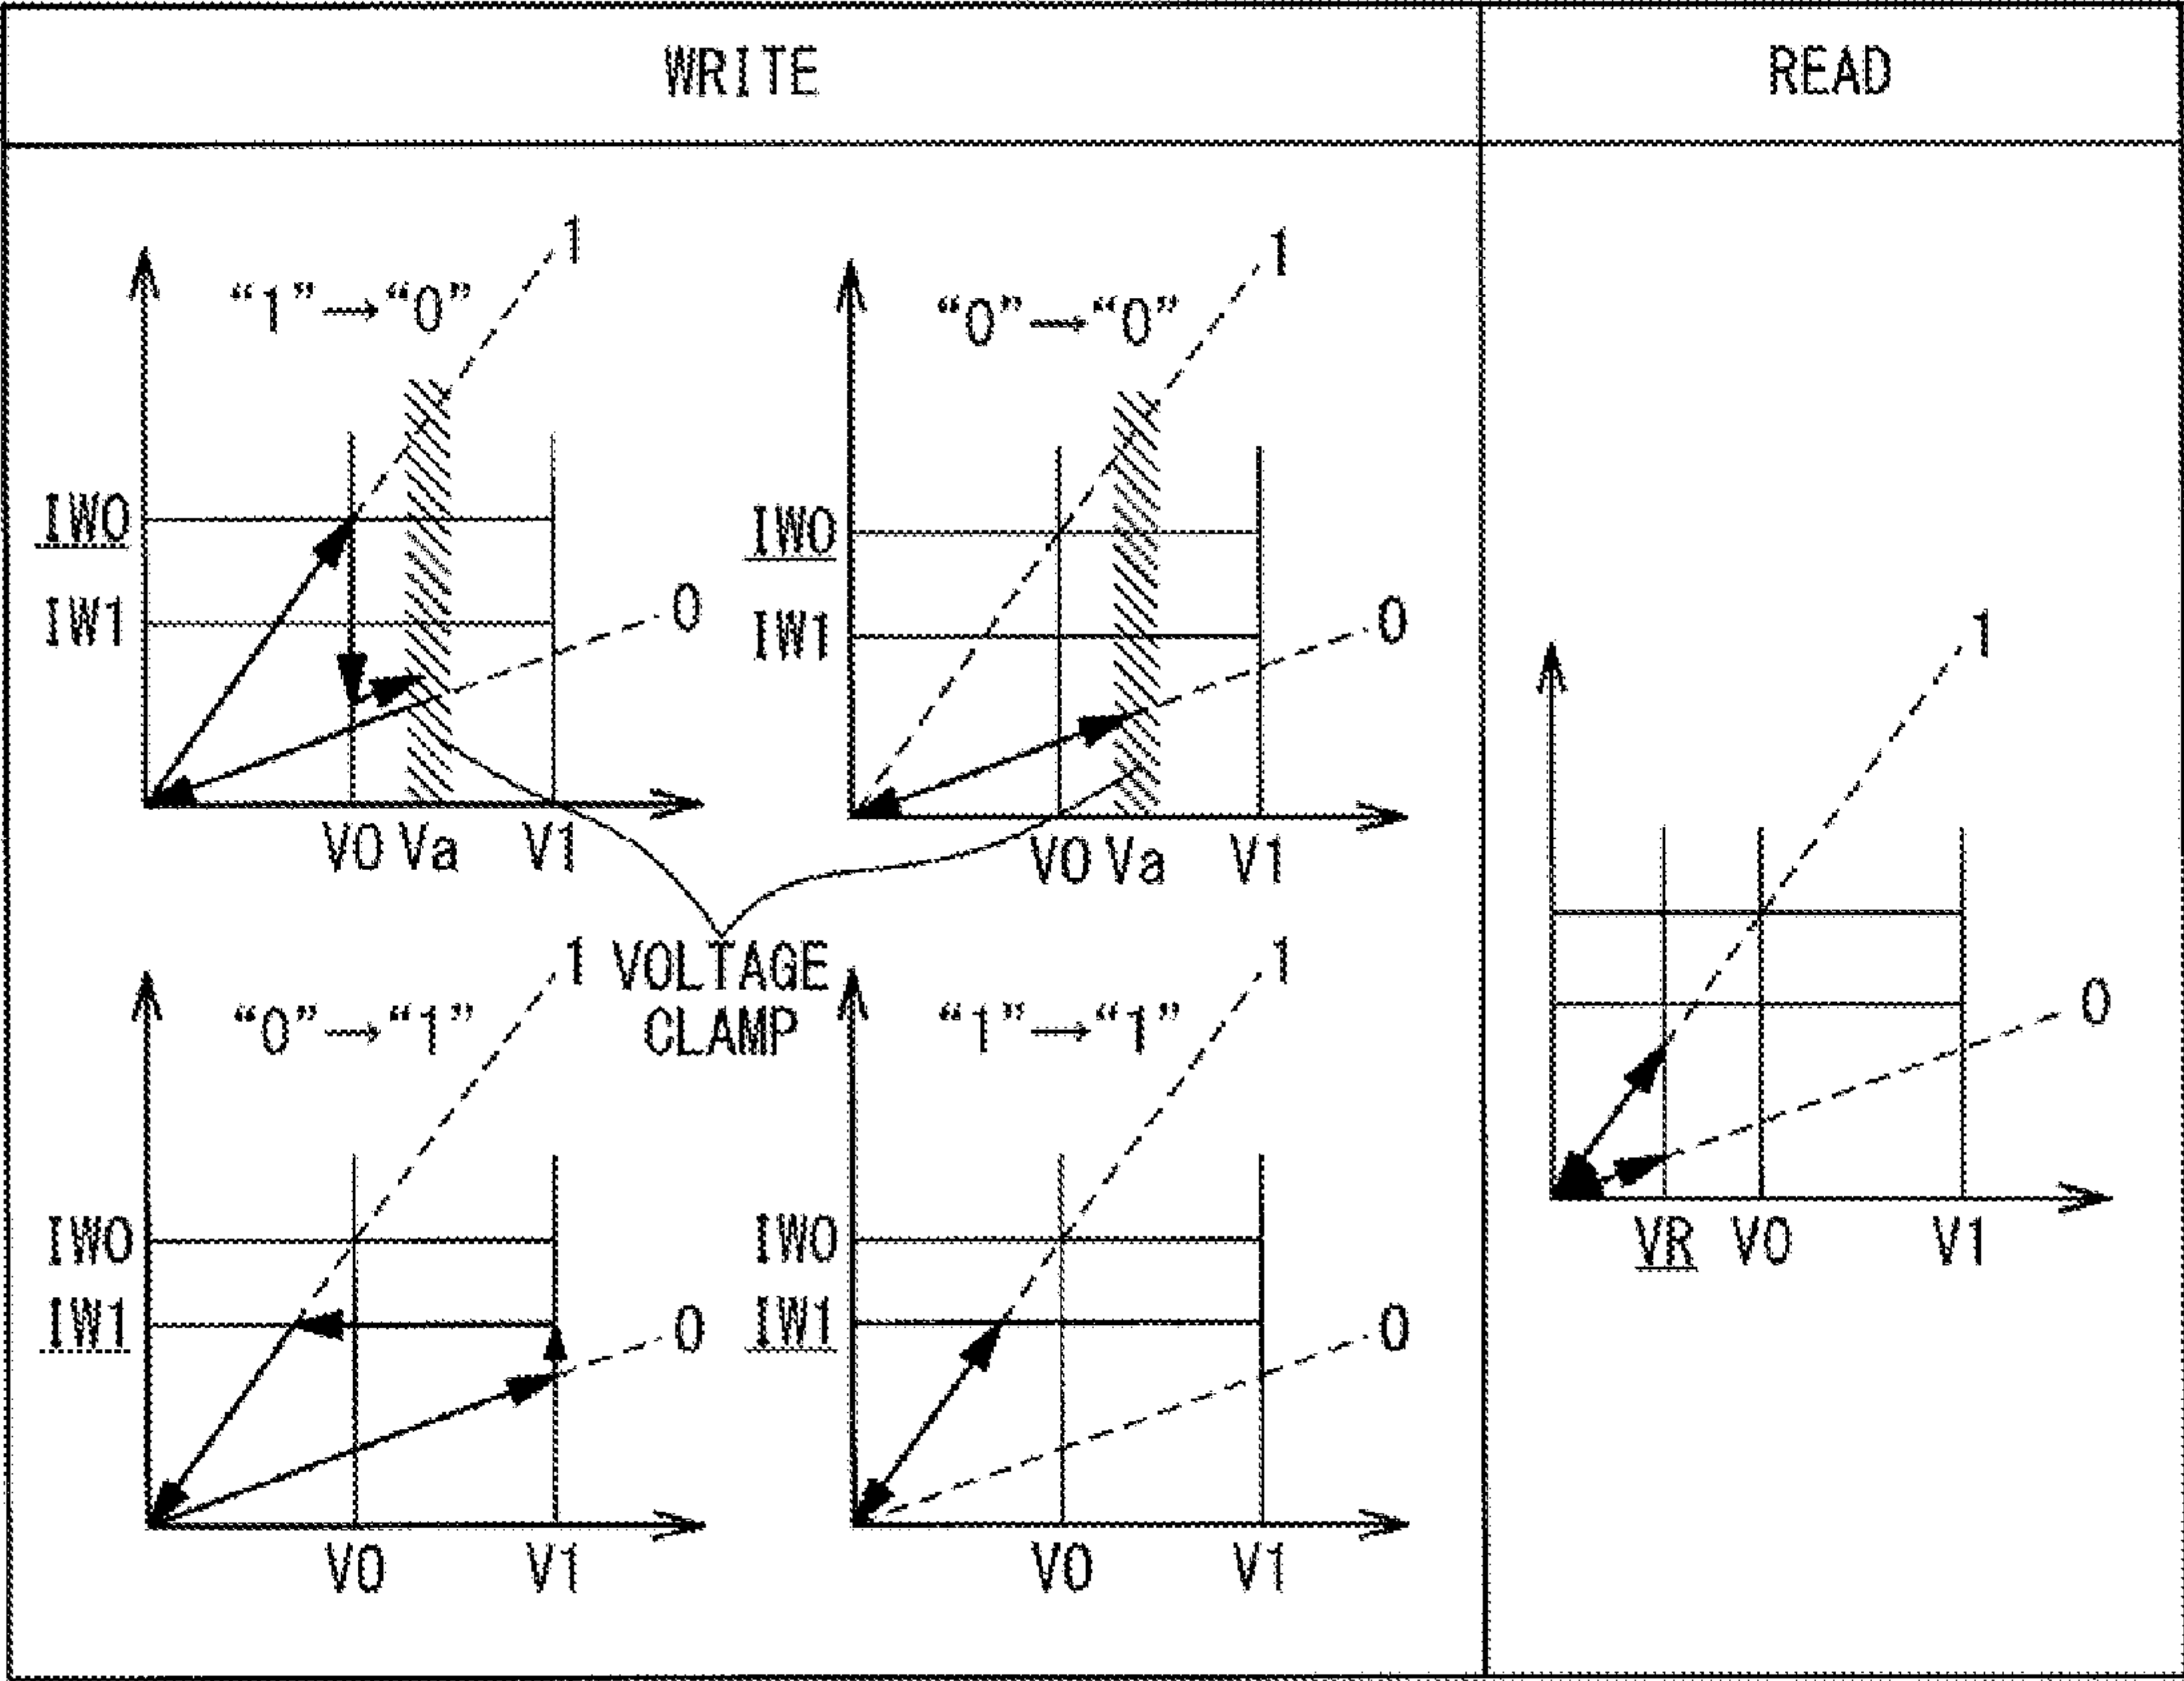 WRITE
READ
1
“1”→“0”
IW0
IW1
0
V0 Va V1
1
“0”→“0”
IW0
IW1
0
V0 Va V1
VOLTAGE
CLAMP
1
“0”→“1”
IW0
IW1
0
V0 V1
1
“1”→“1”
IW0
IW1
0
V0 V1
1
0
VR V0 V1